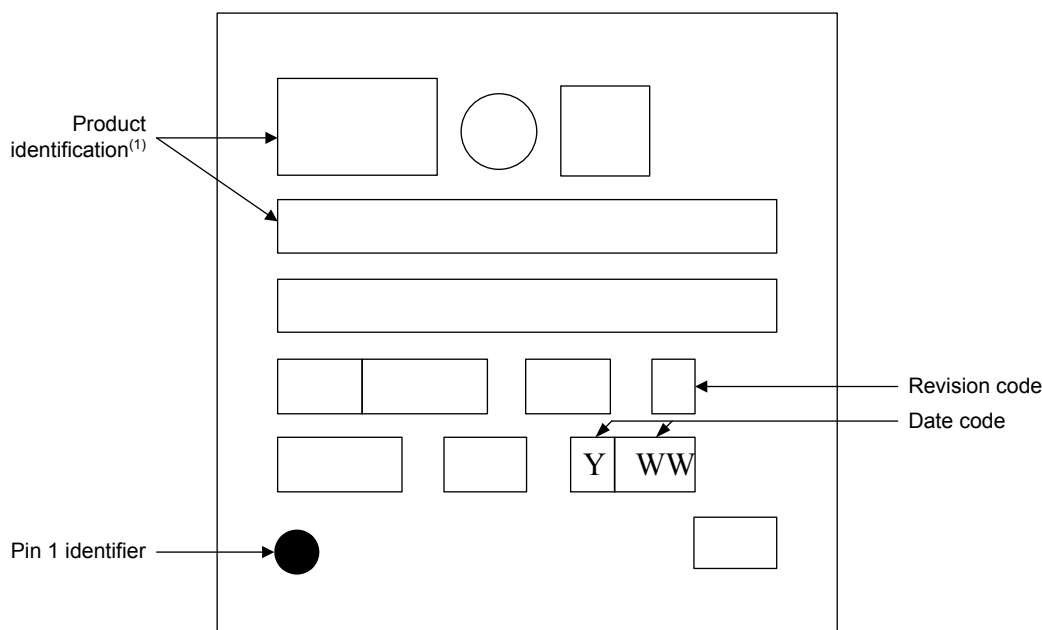 Product
identification(1)
Revision code
Date code
Y WW
Pin 1 identifier